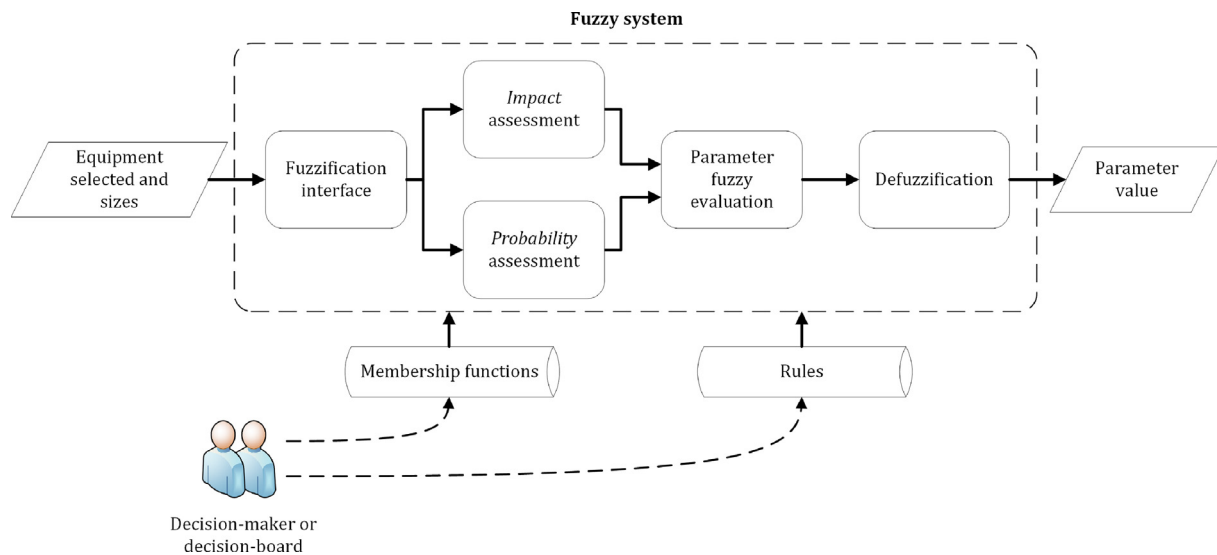 Fuzzy system
Equipment
selected and
sizes
Fuzzification
interface
Impact
assessment
Probability
assessment
Parameter
fuzzy
evaluation
Defuzzification
Parameter
value
Membership functions
Rules
Decision-maker or
decision-board